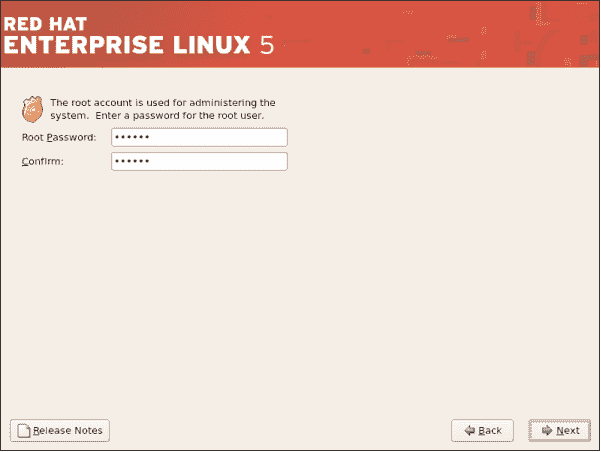 RED HAT
ENTERPRISE LINUX 5
The root account is used for administering the
system. Enter a password for the root user.
Root Password: ••••••
Confirm: ••••••
Release Notes
Back
Next